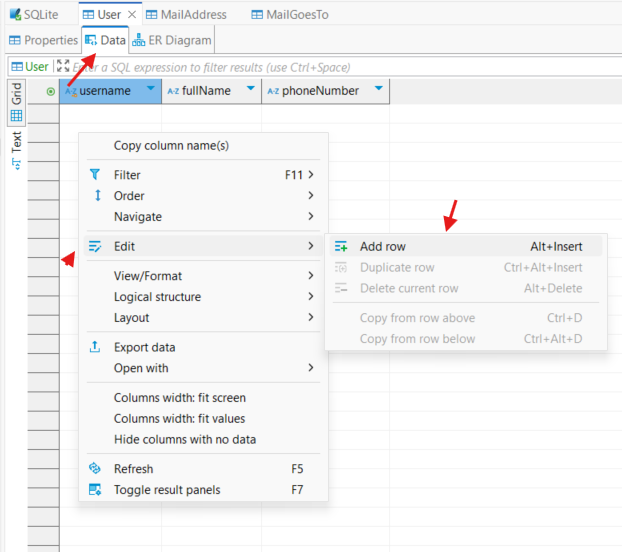 SQLite User MailAddress MailGoesTo
Properties Data ER Diagram
User Enter a SQL expression to filter results (use Ctrl+Space)
Grid
Text
A-Z username A-Z fullName A-Z phoneNumber
Copy column name(s)
Filter F11
Order
Navigate
Edit
Add row Alt+Insert
Duplicate row Ctrl+Alt+Insert
Delete current row Alt+Delete
Copy from row above Ctrl+D
Copy from row below Ctrl+Alt+D
View/Format
Logical structure
Layout
Export data
Open with
Columns width: fit screen
Columns width: fit values
Hide columns with no data
Refresh F5
Toggle result panels F7